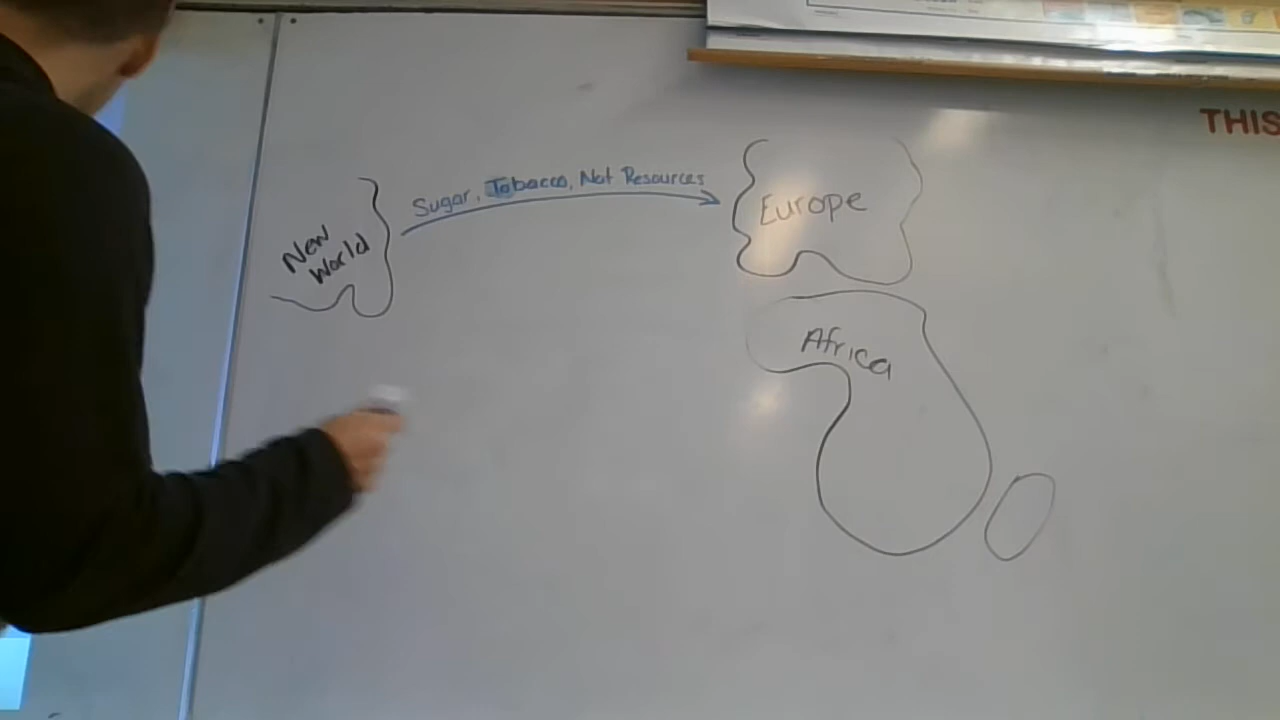 THIS
Sugar, Tobacco, Nat Resources
Europe
New
World
Africa